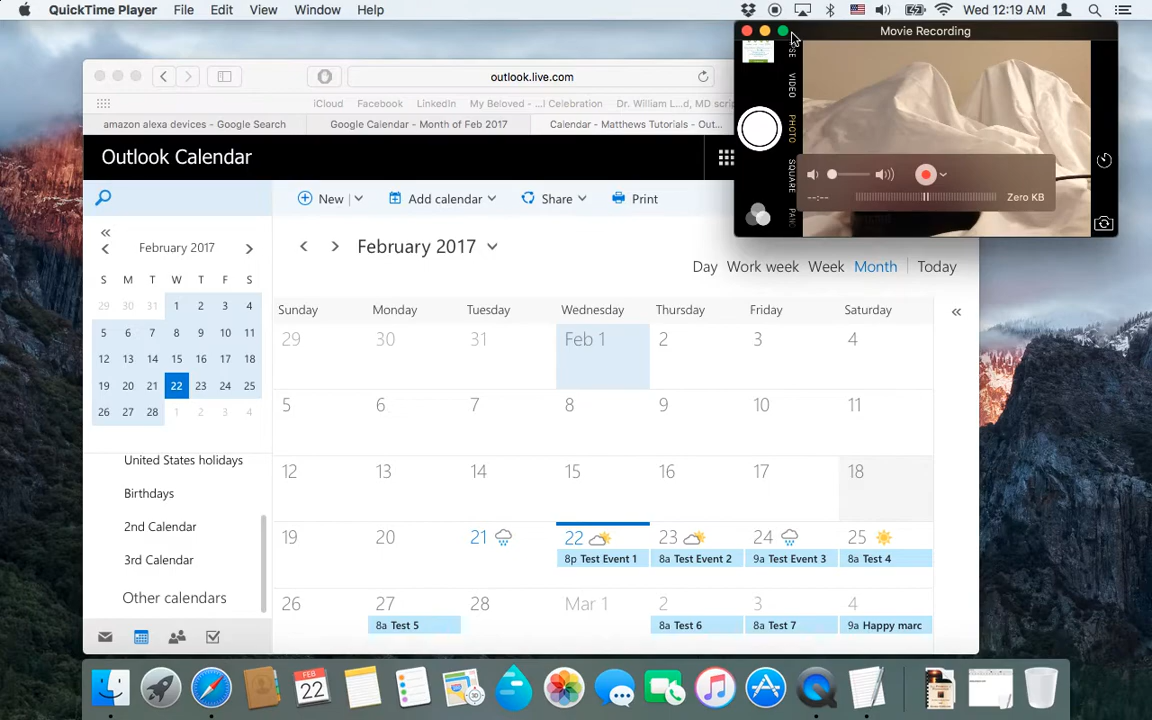 QuickTime Player File Edit View Window Help Wed 12:19 AM
Movie Recording
outlook.live.com
iCloud Facebook LinkedIn My Beloved - ...l Celebration Dr. William L...d, MD scri
amazon alexa devices - Google Search Google Calendar - Month of Feb 2017 Calendar - Matthews Tutorials - Out...
VIDEO
PHOTO
SQUARE
Outlook Calendar
--:-- Zero KB
New Add calendar Share Print
February 2017
February 2017
Day Work week Week Month Today
S M T W T F S
29 30 31 1 2 3 4
5 6 7 8 9 10 11
12 13 14 15 16 17 18
19 20 21 22 23 24 25
26 27 28 1 2 3 4
United States holidays
Birthdays
2nd Calendar
3rd Calendar
Other calendars
Sunday Monday Tuesday Wednesday Thursday Friday Saturday
29 30 31 Feb 1 2 3 4
5 6 7 8 9 10 11
12 13 14 15 16 17 18
19 20 21 22 23 24 25
8p Test Event 1 8a Test Event 2 9a Test Event 3 8a Test 4
26 27 28 Mar 1 2 3 4
8a Test 5 8a Test 6 8a Test 7 9a Happy marc
FEB
22